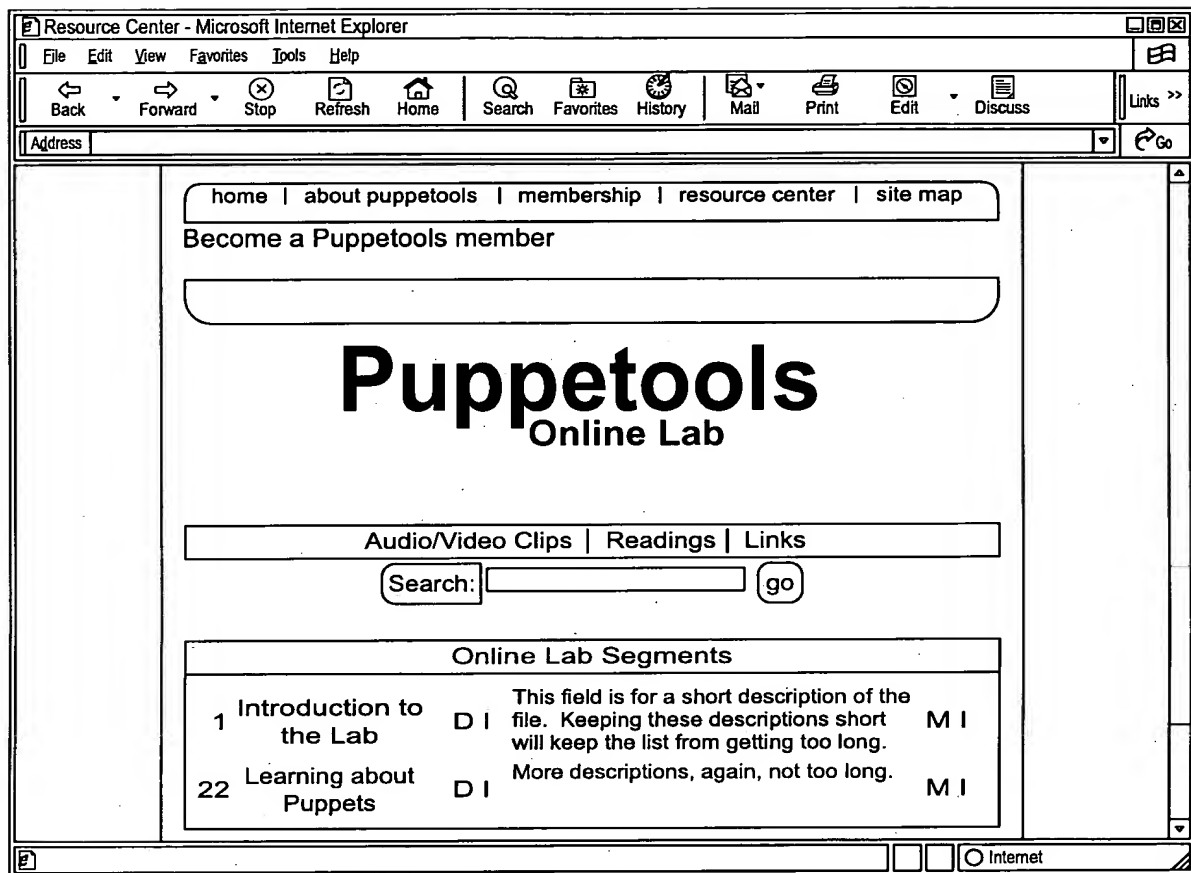 Resource Center - Microsoft Internet Explorer
File Edit View Favorites Tools Help
Back Forward Stop Refresh Home Search Favorites History Mail Print Edit Discuss Links >>
Address Go
home | about puppetools | membership | resource center | site map
Become a Puppetools member
Puppetools
Online Lab
Audio/Video Clips | Readings | Links
Search: go
Online Lab Segments
1 Introduction to the Lab D I This field is for a short description of the file. Keeping these descriptions short will keep the list from getting too long. M I
22 Learning about Puppets D I More descriptions, again, not too long. M I
Internet